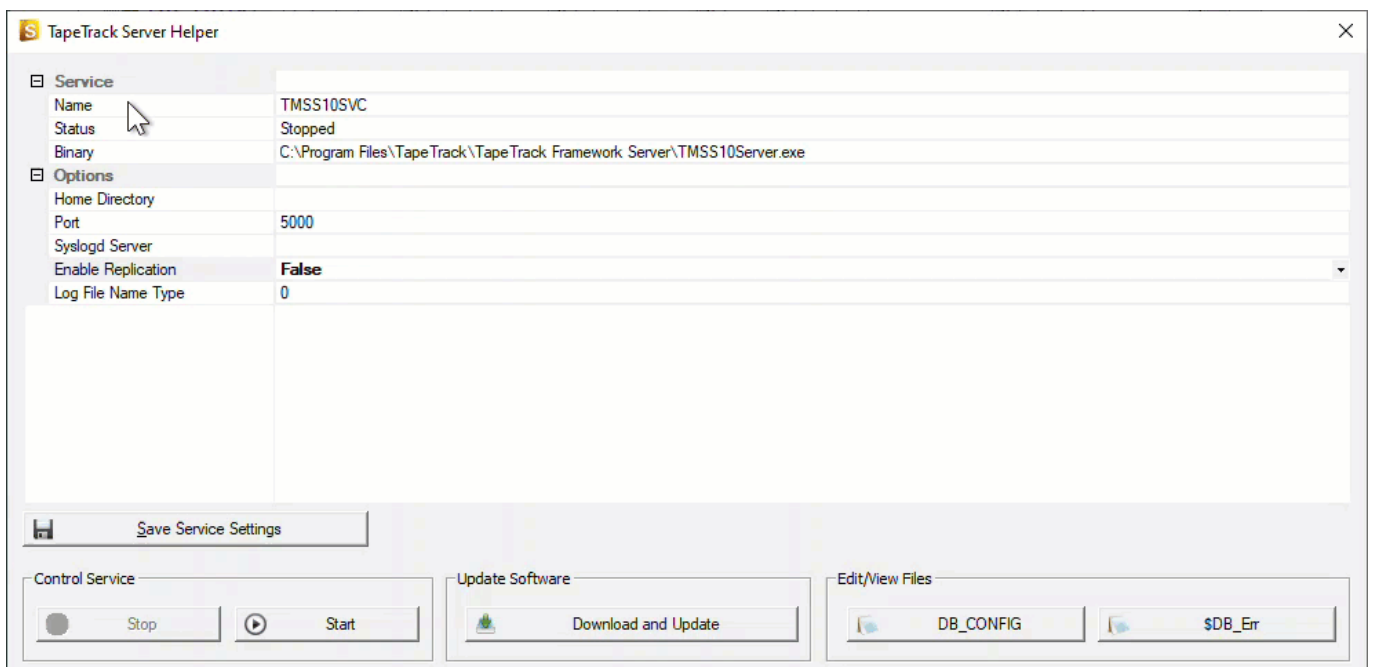 TapeTrack Server Helper
Service
Name TMSS10SVC
Status Stopped
Binary C:\Program Files\TapeTrack\TapeTrack Framework Server\TMSS10Server.exe
Options
Home Directory
Port 5000
Syslogd Server
Enable Replication False
Log File Name Type 0
Save Service Settings
Control Service Update Software Edit/View Files
Stop Start Download and Update DB_CONFIG $DB_Err